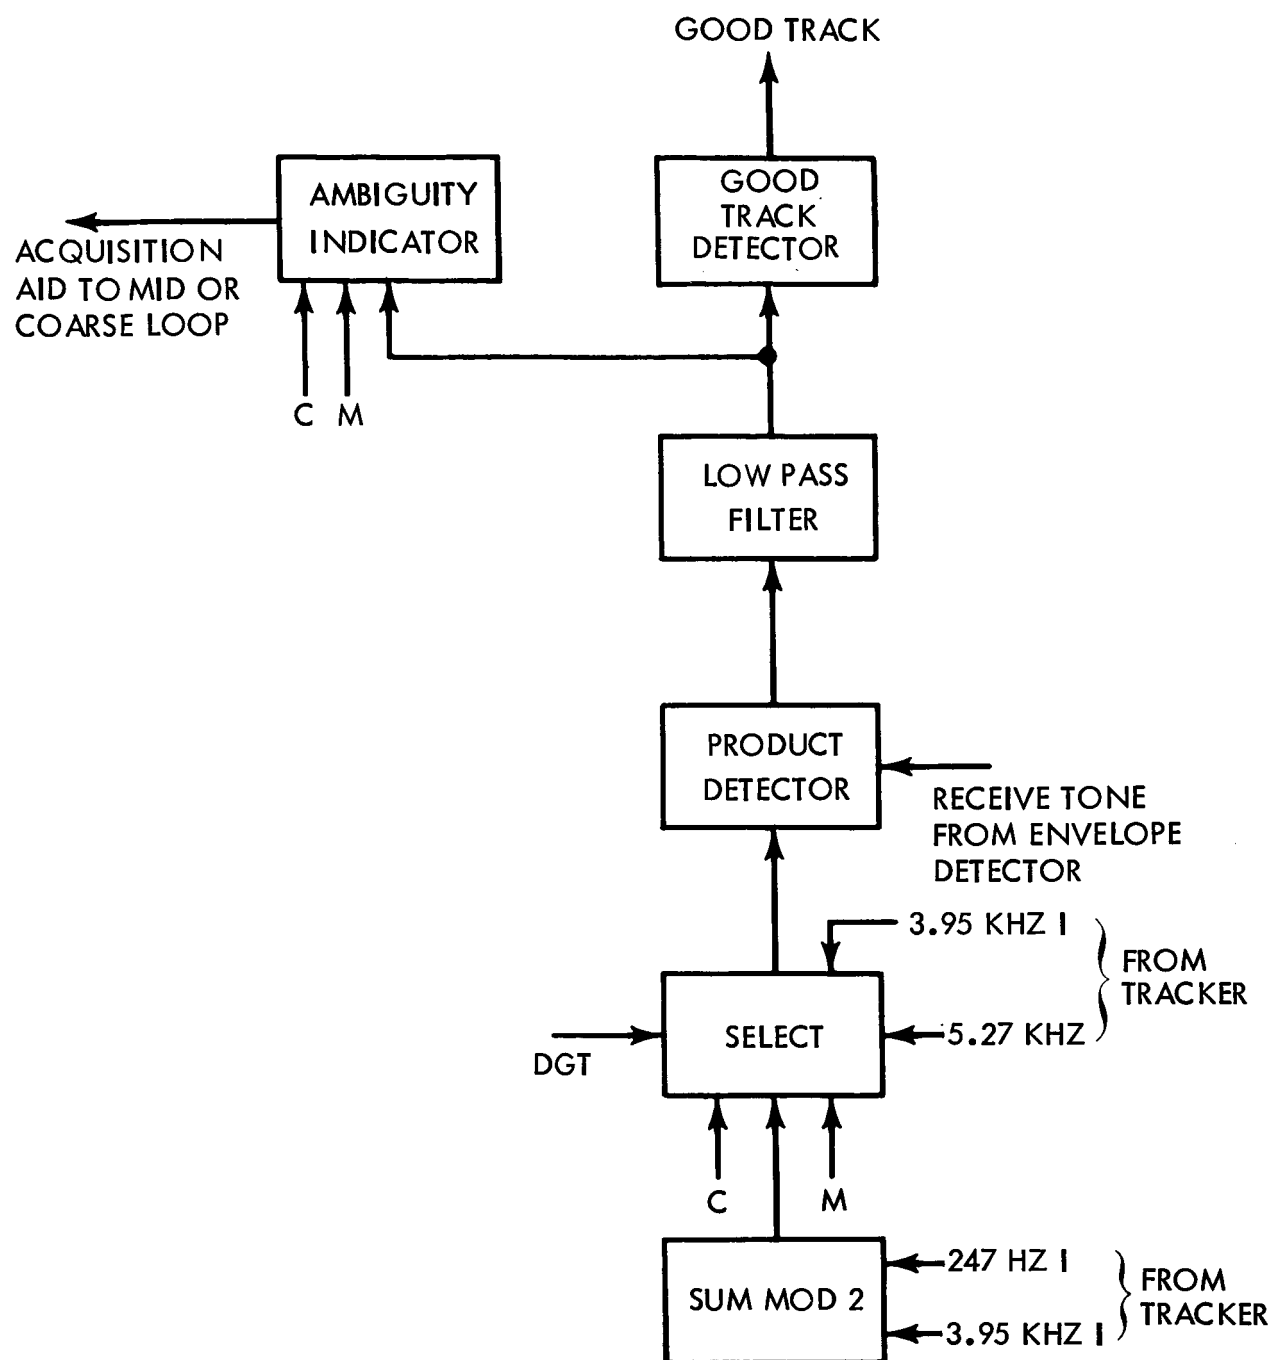 GOOD TRACK
AMBIGUITY
INDICATOR
GOOD
TRACK
DETECTOR
ACQUISITION
AID TO MID OR
COARSE LOOP
C M
LOW PASS
FILTER
PRODUCT
DETECTOR
RECEIVE TONE
FROM ENVELOPE
DETECTOR
3.95 KHZ I
FROM
TRACKER
SELECT
5.27 KHZ
DGT
C
M
SUM MOD 2
247 HZ I
3.95 KHZ I
FROM
TRACKER